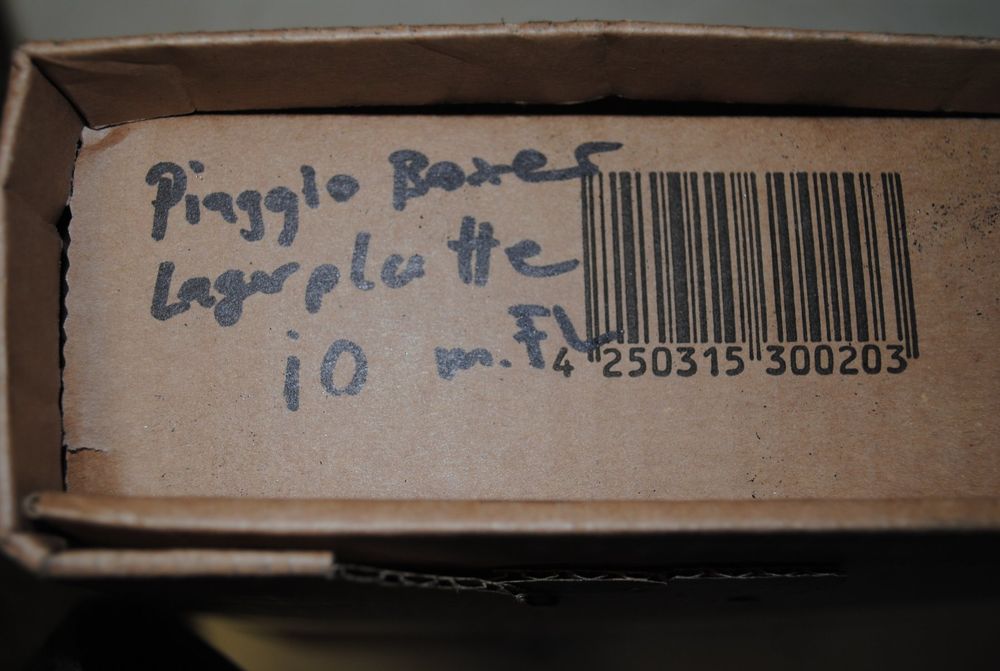 Piaggio Boxer
Lagerplatte
10 m. FL
4 250315 300203